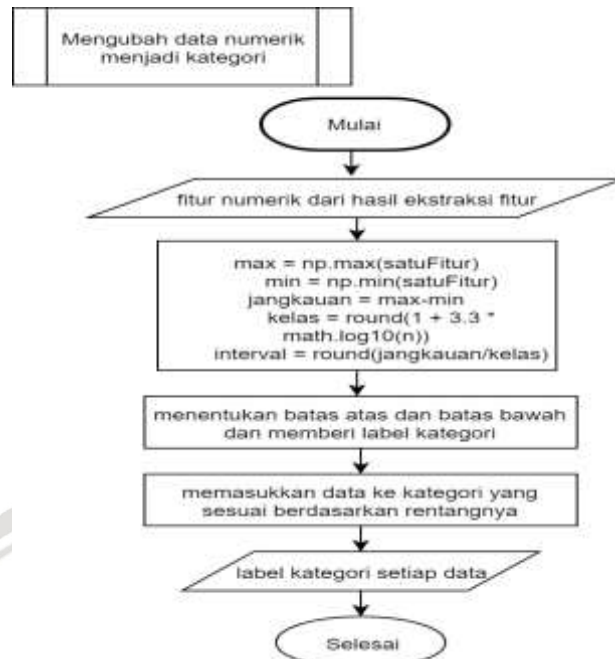 Mengubah data numerik
menjadi kategori
Mulai
fitur numerik dari hasil ekstraksi fitur
max = np.max(satuFitur)
min = np.min(satuFitur)
jangkauan = max-min
kelas = round(1 + 3.3 *
math.log10(n))
interval = round(jangkauan/kelas)
menentukan batas atas dan batas bawah
dan memberi label kategori
memasukkan data ke kategori yang
sesuai berdasarkan rentangnya
label kategori setiap data
Selesai